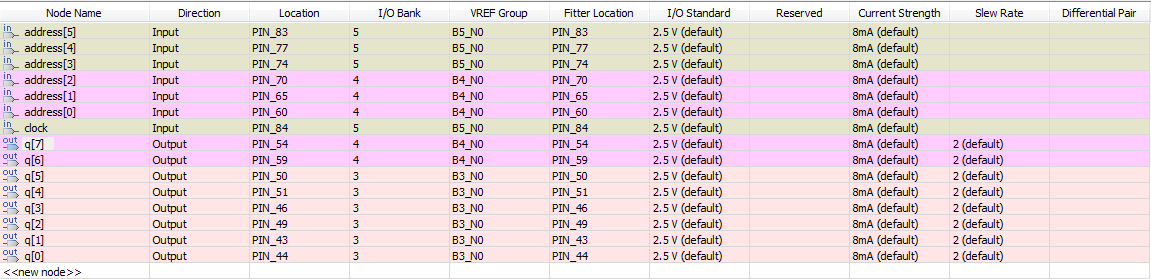 Node Name Direction Location I/O Bank VREF Group Fitter Location I/O Standard Reserved Current Strength Slew Rate Differential Pair
in address[5] Input PIN_83 5 B5_N0 PIN_83 2.5 V (default) 8mA (default)
in address[4] Input PIN_77 5 B5_N0 PIN_77 2.5 V (default) 8mA (default)
in address[3] Input PIN_74 5 B5_N0 PIN_74 2.5 V (default) 8mA (default)
in address[2] Input PIN_70 4 B4_N0 PIN_70 2.5 V (default) 8mA (default)
in address[1] Input PIN_65 4 B4_N0 PIN_65 2.5 V (default) 8mA (default)
in address[0] Input PIN_60 4 B4_N0 PIN_60 2.5 V (default) 8mA (default)
in clock Input PIN_84 5 B5_N0 PIN_84 2.5 V (default) 8mA (default)
out q[7] Output PIN_54 4 B4_N0 PIN_54 2.5 V (default) 8mA (default) 2 (default)
out q[6] Output PIN_59 4 B4_N0 PIN_59 2.5 V (default) 8mA (default) 2 (default)
out q[5] Output PIN_50 3 B3_N0 PIN_50 2.5 V (default) 8mA (default) 2 (default)
out q[4] Output PIN_51 3 B3_N0 PIN_51 2.5 V (default) 8mA (default) 2 (default)
out q[3] Output PIN_46 3 B3_N0 PIN_46 2.5 V (default) 8mA (default) 2 (default)
out q[2] Output PIN_49 3 B3_N0 PIN_49 2.5 V (default) 8mA (default) 2 (default)
out q[1] Output PIN_43 3 B3_N0 PIN_43 2.5 V (default) 8mA (default) 2 (default)
out q[0] Output PIN_44 3 B3_N0 PIN_44 2.5 V (default) 8mA (default) 2 (default)
<<new node>>